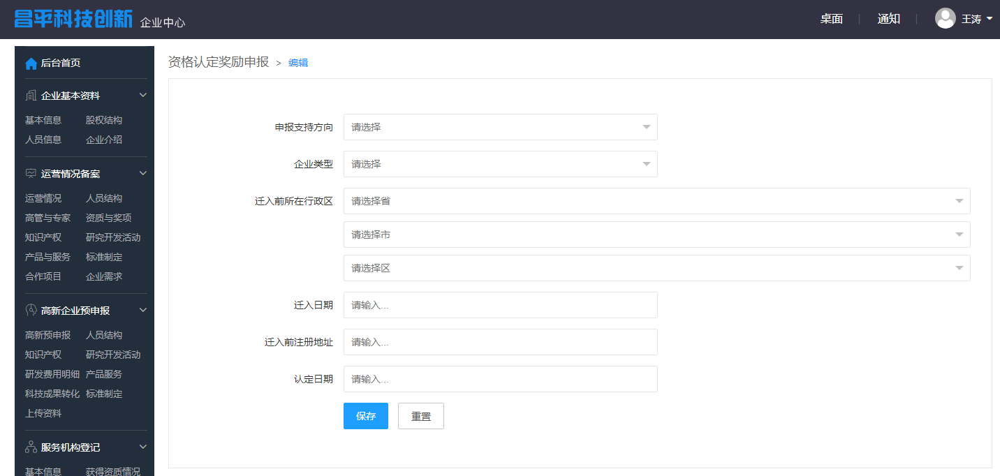 昌平科技创新 企业中心
桌面 通知 王涛
后台首页
企业基本资料
基本信息 股权结构
人员信息 企业介绍
运营情况备案
运营情况 人员结构
高管与专家 资质与奖项
知识产权 研究开发活动
产品与服务 标准制定
合作项目 企业需求
高新企业预申报
高新预申报 人员结构
知识产权 研究开发活动
研发费用明细 产品服务
科技成果转化 标准制定
上传资料
服务机构登记
基本信息 获得资质情况
资格认定奖励申报 > 编辑
申报支持方向 请选择
企业类型 请选择
迁入前所在行政区 请选择省
请选择市
请选择区
迁入日期 请输入...
迁入前注册地址 请输入...
认定日期 请输入...
保存 重置